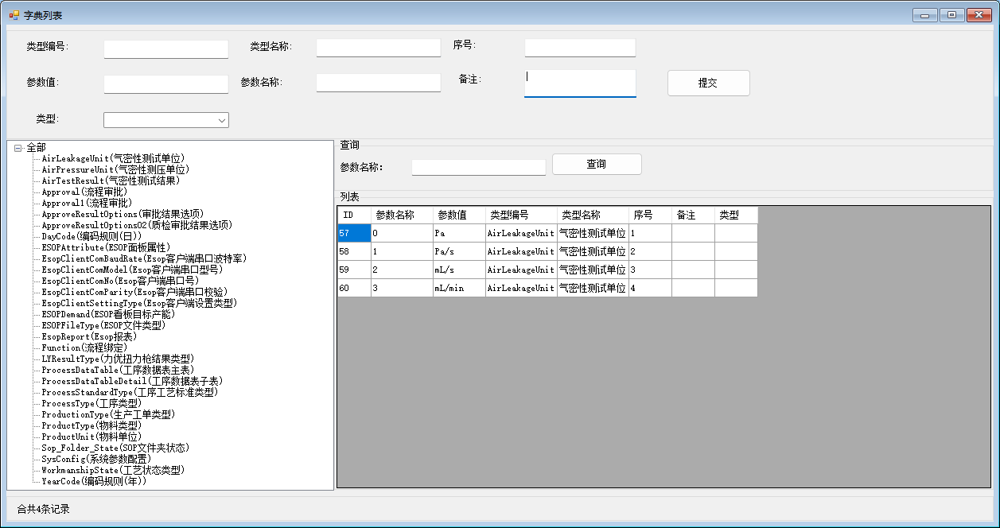 字典列表
类型编号: 类型名称: 序号:
参数值: 参数名称: 备注: 提交
类型:
全部
AirLeakageUnit(气密性测试单位)
AirPressureUnit(气密性测压单位)
AirTestResult(气密性测试结果)
Approval(流程审批)
Approval1(流程审批)
ApproveResultOptions(审批结果选项)
ApproveResultOptions02(质检审批结果选项)
DayCode(编码规则(日))
ESOPAttribute(ESOP面板属性)
EsopClientComBaudRate(Esop客户端串口波特率)
EsopClientComModel(Esop客户端串口型号)
EsopClientComNo(Esop客户端串口号)
EsopClientComParity(Esop客户端串口校验)
EsopClientSettingType(Esop客户端设置类型)
ESOPDemand(ESOP看板目标产能)
ESOPFileType(ESOP文件类型)
EsopReport(Esop报表)
Function(流程绑定)
LYResultType(力优扭力枪结果类型)
ProcessDataTable(工序数据表主表)
ProcessDataTableDetail(工序数据表子表)
ProcessStandardType(工序工艺标准类型)
ProcessType(工序类型)
ProductionType(生产工单类型)
ProductType(物料类型)
ProductUnit(物料单位)
Sop_Folder_State(SOP文件夹状态)
SysConfig(系统参数配置)
WorkmanshipState(工艺状态类型)
YearCode(编码规则(年))
查询
参数名称: 查询
列表
ID 参数名称 参数值 类型编号 类型名称 序号 备注 类型
57 0 Pa AirLeakageUnit 气密性测试单位 1
58 1 Pa/s AirLeakageUnit 气密性测试单位 2
59 2 mL/s AirLeakageUnit 气密性测试单位 3
60 3 mL/min AirLeakageUnit 气密性测试单位 4
合共4条记录